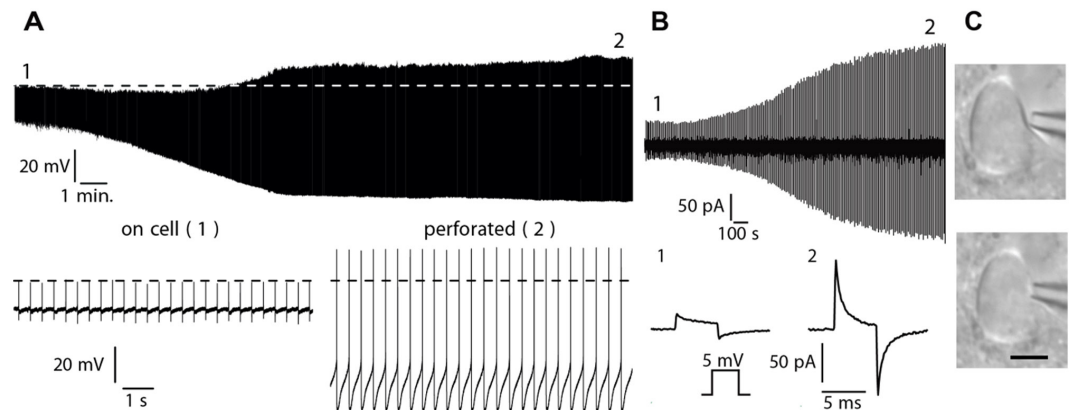 A
B
C
1
2
20 mV
1 min.
on cell ( 1 )
perforated ( 2 )
20 mV
1 s
1
2
50 pA
100 s
1
2
5 mV
50 pA
5 ms